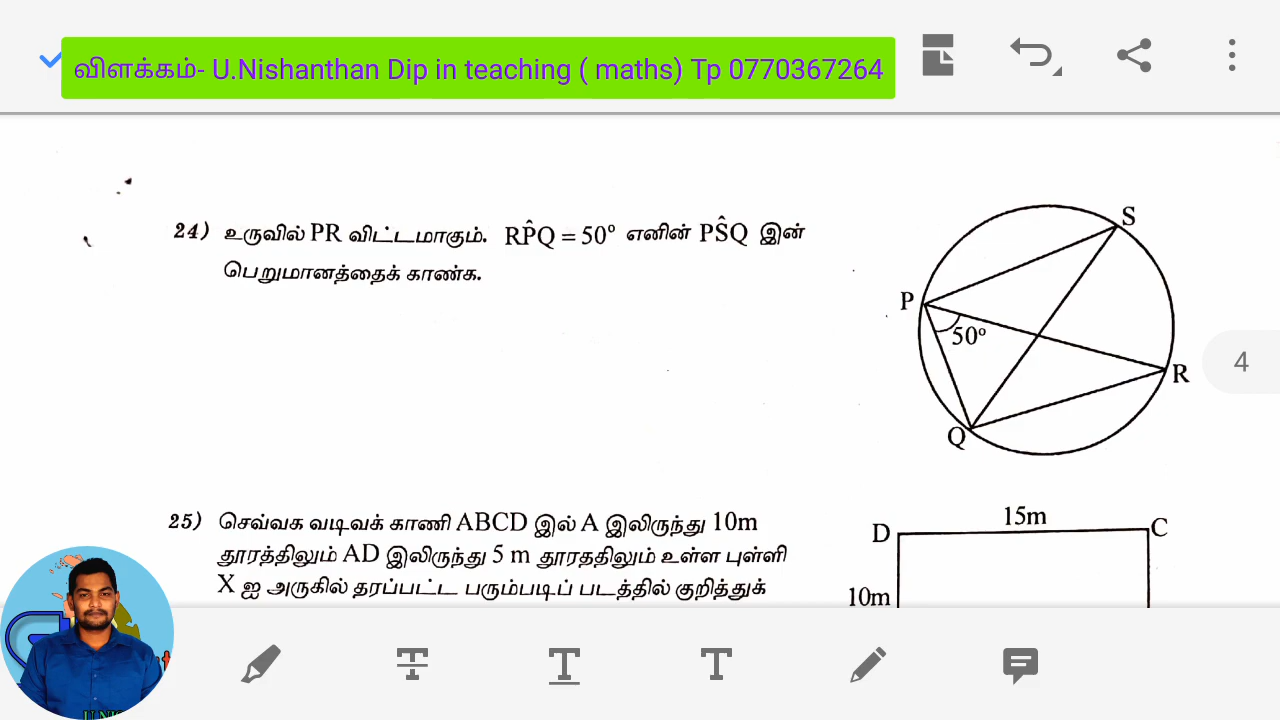 விளக்கம்- U.Nishanthan Dip in teaching ( maths) Tp 0770367264
24) உருவில் PR விட்டமாகும். RP̂Q = 50° எனின் PŜQ இன்
பெறுமானத்தைக் காண்க.
S
P
50°
R
Q
4
25) செவ்வக வடிவக் காணி ABCD இல் A இலிருந்து 10m
தூரத்திலும் AD இலிருந்து 5 m தூரததிலும் உள்ள புள்ளி
X ஐ அருகில் தரப்பட்ட பரும்படிப் படத்தில் குறித்துக்
15m
D
C
10m